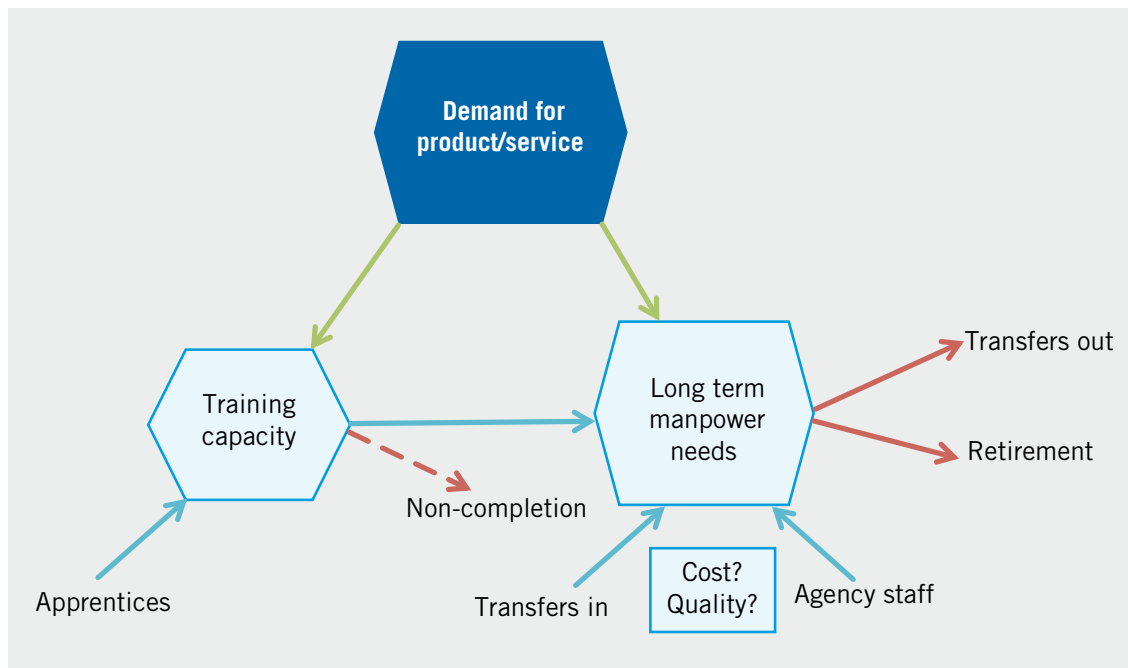 Demand for
product/service
Training
capacity
Long term
manpower
needs
Transfers out
Retirement
Non-completion
Apprentices
Transfers in
Cost?
Quality?
Agency staff